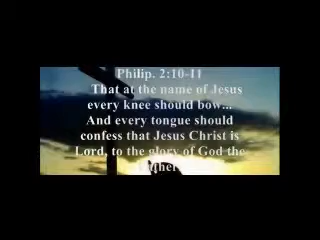 Philip. 2:10-11
That at the name of Jesus
every knee should bow...
And every tongue should
confess that Jesus Christ is
Lord, to the glory of God the